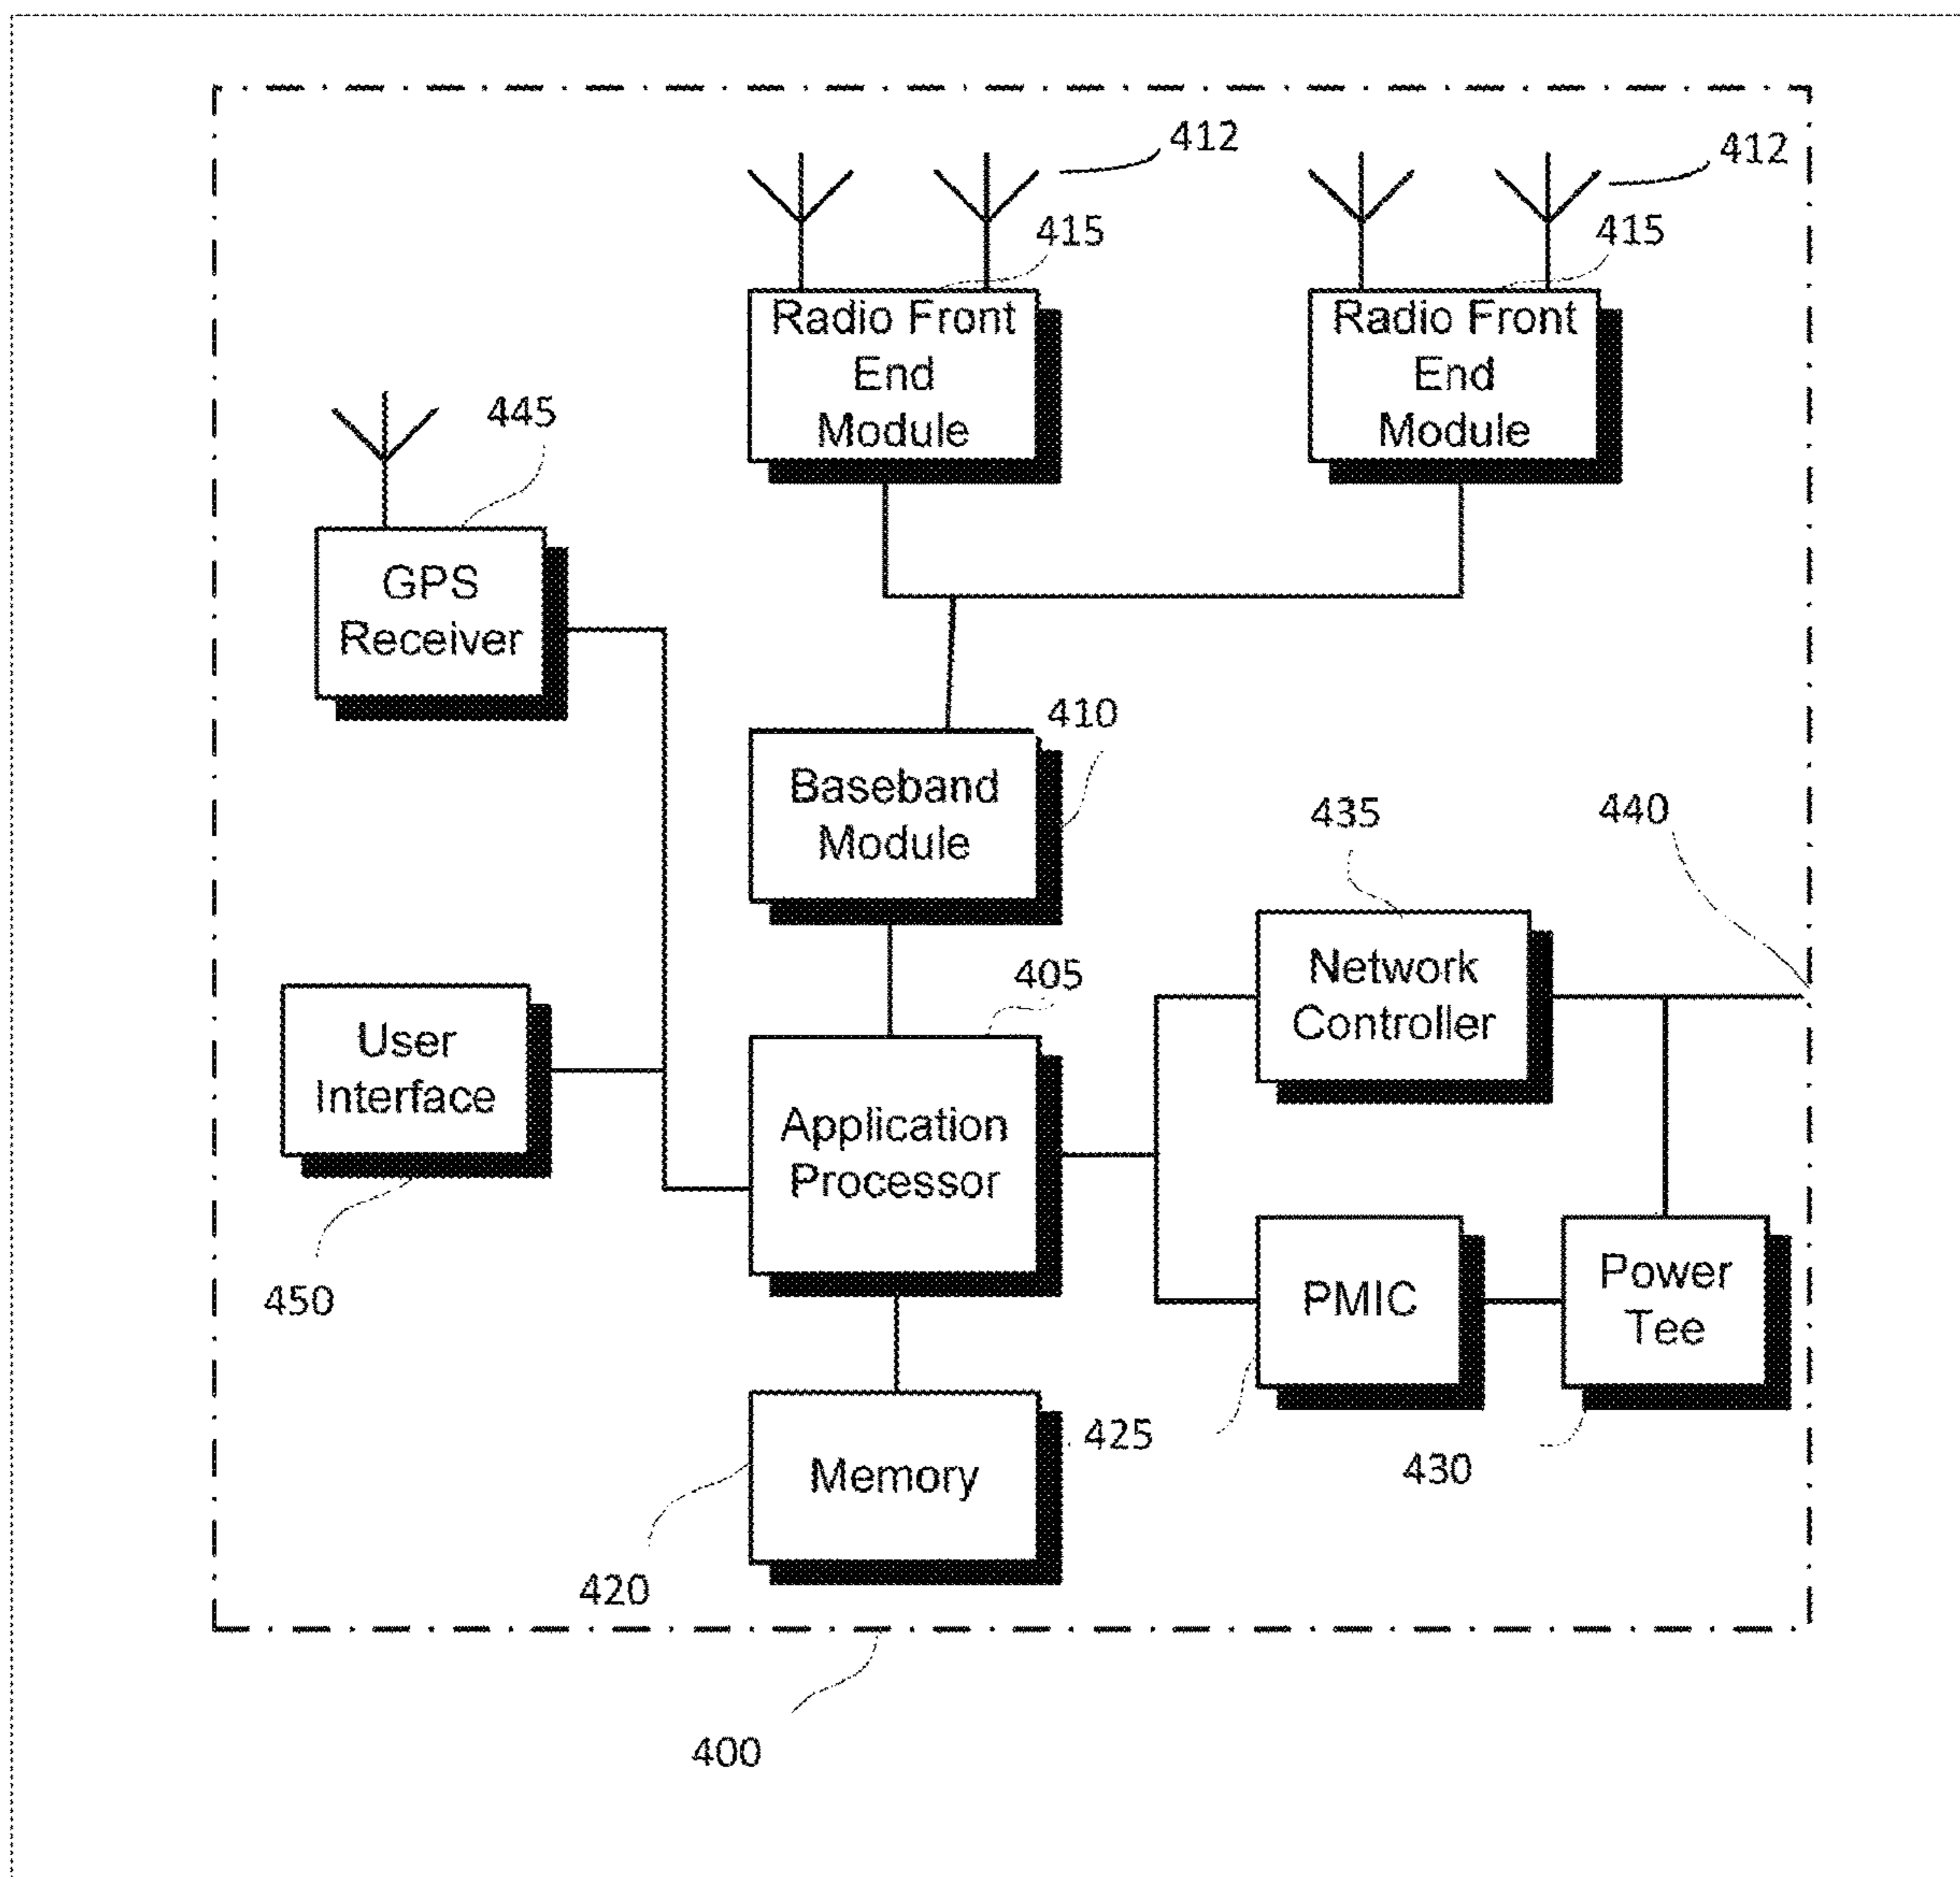 412
412
415
415
Radio Front
End
Module
Radio Front
End
Module
445
GPS
Receiver
410
Baseband
Module
435
440
Network
Controller
405
User
Interface
Application
Processor
450
PMIC
Power
Tee
425
430
Memory
420
400